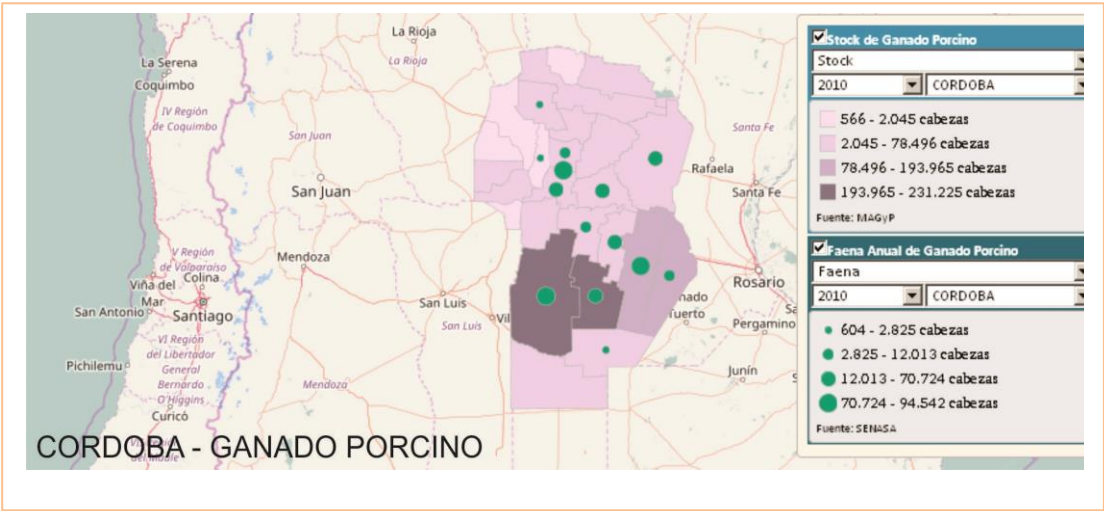 La Rioja
La Rioja
La Serena
Coquimbo
IV Región
de Coquimbo
San Juan
San Juan
Santa Fe
Rafaela
Santa Fe
V Región
de Valparaíso
Viña del
Mar
Colina
San Antonio
Santiago
Mendoza
San Luis
San Luis
Rosario
Pergamino
VI Región
del Libertador
General
Bernardo
O'Higgins
Pichilemu
Curicó
Mendoza
Junín
CORDOBA - GANADO PORCINO
Stock de Ganado Porcino
Stock
2010 CORDOBA
566 - 2.045 cabezas
2.045 - 78.496 cabezas
78.496 - 193.965 cabezas
193.965 - 231.225 cabezas
Fuente: MAGyP
Faena Anual de Ganado Porcino
Faena
2010 CORDOBA
604 - 2.825 cabezas
2.825 - 12.013 cabezas
12.013 - 70.724 cabezas
70.724 - 94.542 cabezas
Fuente: SENASA